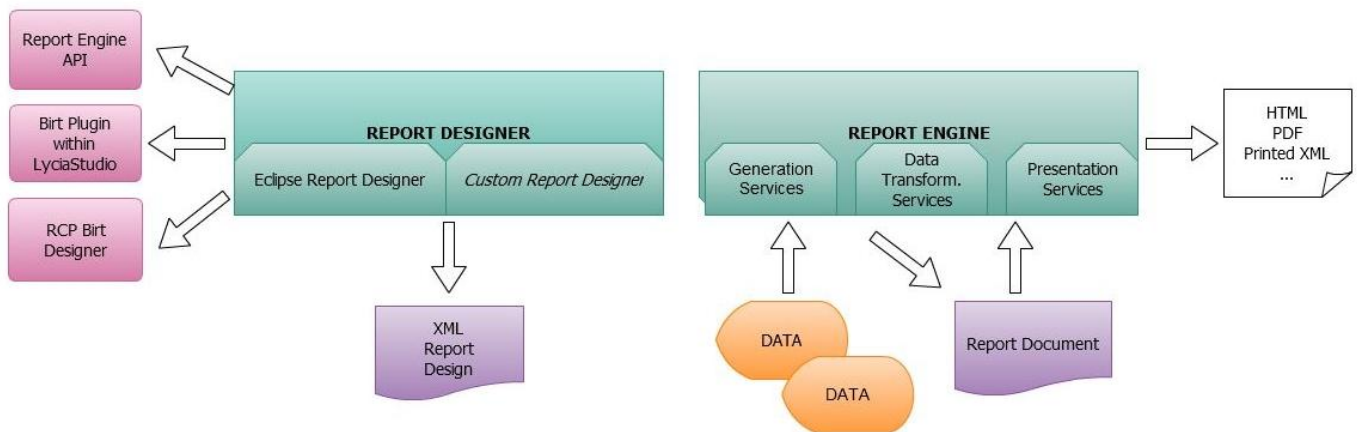 Report Engine
API
Birt Plugin
within
LyciaStudio
RCP Birt
Designer
REPORT DESIGNER
Eclipse Report Designer
Custom Report Designer
XML
Report
Design
REPORT ENGINE
Generation
Services
Data
Transform.
Services
Presentation
Services
DATA
DATA
Report Document
HTML
PDF
Printed XML
...